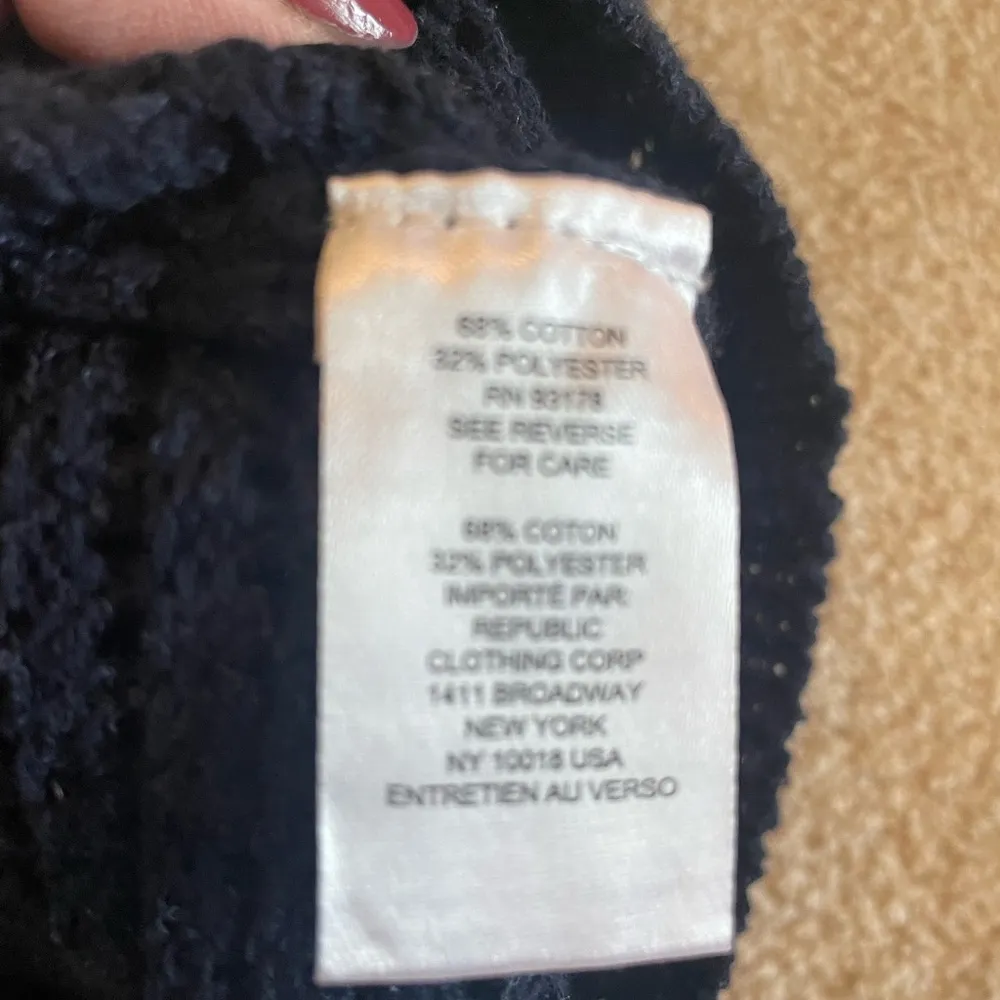 68% COTTON
32% POLYESTER
RN 93178
SEE REVERSE
FOR CARE
68% COTON
32% POLYESTER
IMPORTÉ PAR:
REPUBLIC
CLOTHING CORP
1411 BROADWAY
NEW YORK
NY 10018 USA
ENTRETIEN AU VERSO